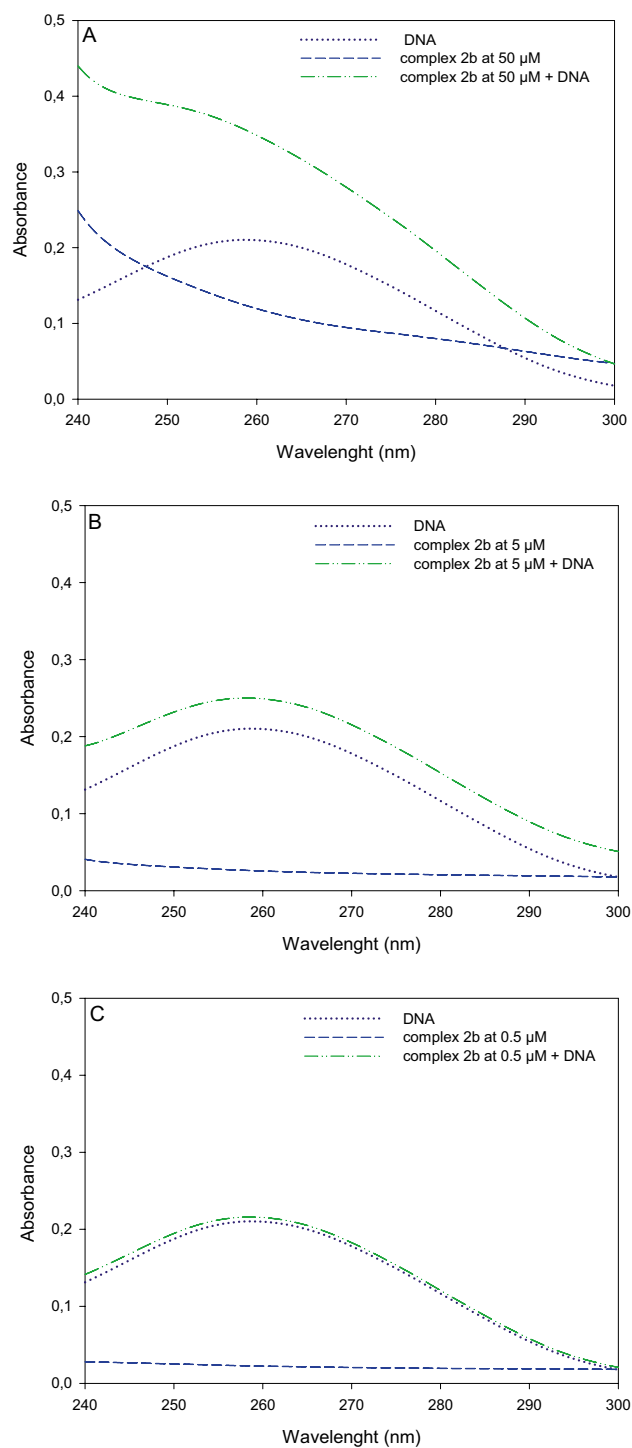 A
DNA
complex 2b at 50 µM
complex 2b at 50 µM + DNA
0,5
0,4
0,3
0,2
0,1
0,0
Absorbance
240 250 260 270 280 290 300
Wavelenght (nm)
B
DNA
complex 2b at 5 µM
complex 2b at 5 µM + DNA
0,5
0,4
0,3
0,2
0,1
0,0
Absorbance
240 250 260 270 280 290 300
Wavelenght (nm)
C
DNA
complex 2b at 0.5 µM
complex 2b at 0.5 µM + DNA
0,5
0,4
0,3
0,2
0,1
0,0
Absorbance
240 250 260 270 280 290 300
Wavelenght (nm)